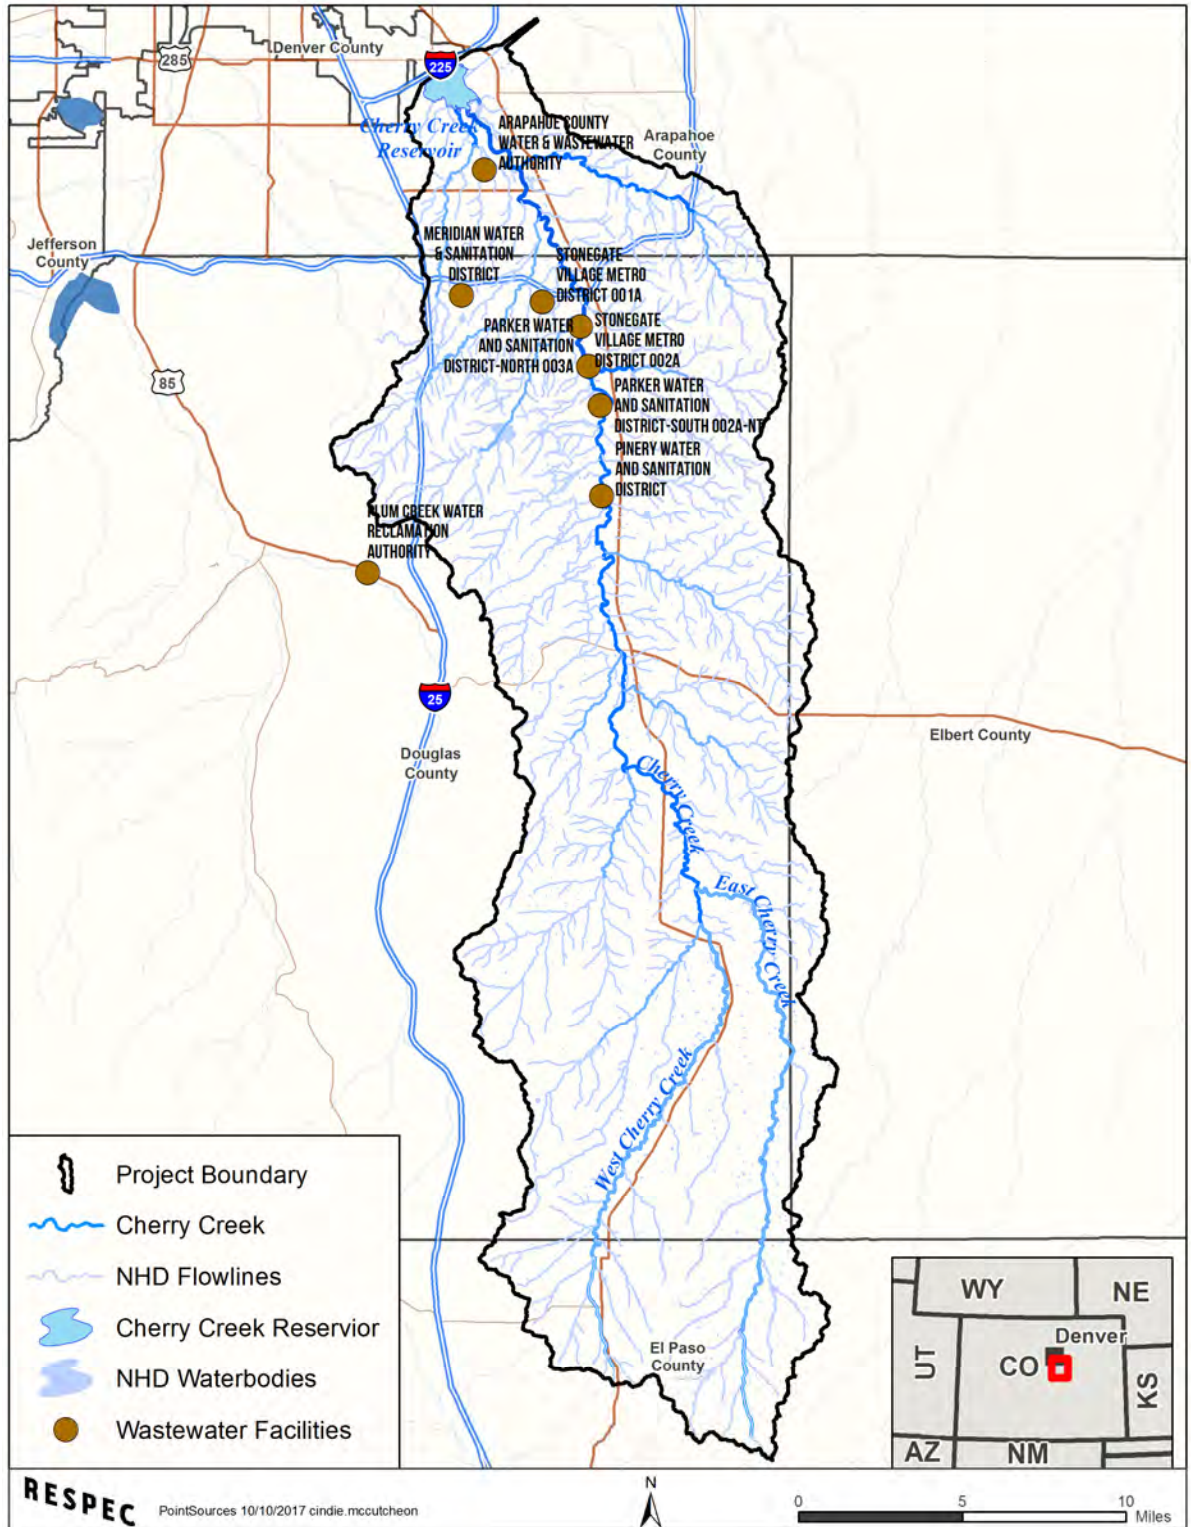 Denver County
285
225
Cherry Creek
Reservoir
ARAPAHOE COUNTY
WATER & WASTEWATER
AUTHORITY
Arapahoe
County
Jefferson
County
MERIDIAN WATER
& SANITATION
DISTRICT
STONEGATE
VILLAGE METRO
DISTRICT 001A
PARKER WATER
AND SANITATION
DISTRICT-NORTH 003A
STONEGATE
VILLAGE METRO
DISTRICT 002A
85
PARKER WATER
AND SANITATION
DISTRICT-SOUTH 002A-NT
PINERY WATER
AND SANITATION
DISTRICT
PLUM CREEK WATER
RECLAMATION
AUTHORITY
25
Douglas
County
Elbert County
Cherry Creek
East Cherry Creek
West Cherry Creek
El Paso
County
Project Boundary
Cherry Creek
NHD Flowlines
Cherry Creek Reservior
NHD Waterbodies
Wastewater Facilities
WY
NE
Denver
UT
CO
KS
AZ
NM
RESPEC
PointSources 10/10/2017 cindie.mccutcheon
N
0
5
10
Miles